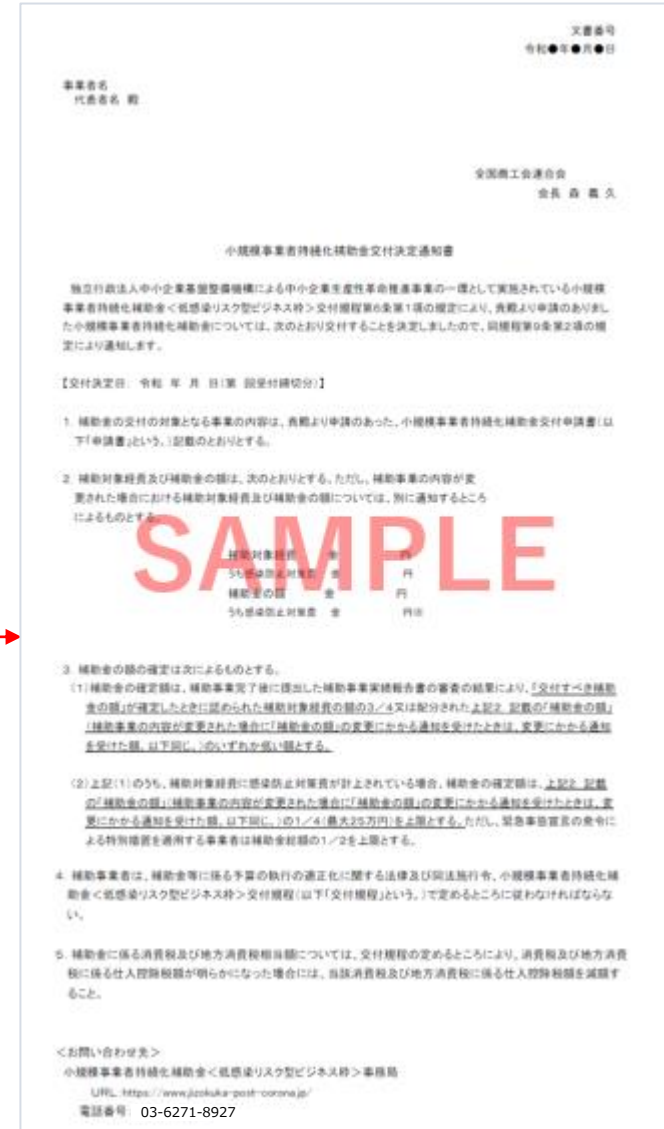 文書番号
令和●年●月●日
事業者名
代表者名 殿
全国商工会連合会
会長 森 義久
小規模事業者持続化補助金交付決定通知書
独立行政法人中小企業基盤整備機構による中小企業生産性革命推進事業の一環として実施されている小規模
事業者持続化補助金<低感染リスク型ビジネス枠>交付規程第6条第1項の規定により、貴殿より申請のありまし
た小規模事業者持続化補助金については、次のとおり交付することを決定しましたので、同規程第9条第2項の規
定により通知します。
【交付決定日: 令和 年 月 日(第 回受付締切分)】
1. 補助金の交付の対象となる事業の内容は、貴殿より申請のあった、小規模事業者持続化補助金交付申請書(以
下「申請書」という。)記載のとおりとする。
2. 補助対象経費及び補助金の額は、次のとおりとする。ただし、補助事業の内容が変
更された場合における補助対象経費及び補助金の額については、別に通知するところ
によるものとする。
SAMPLE
補助対象経費 金 円
うち感染防止対策費 金 円
補助金の額 金 円
うち感染防止対策費 金 円※
3. 補助金の額の確定は次によるものとする。
(1)補助金の確定額は、補助事業完了後に提出した補助事業実績報告書の審査の結果により、「交付すべき補助
金の額」が確定したときに認められた補助対象経費の額の3/4又は配分された上記2. 記載の「補助金の額」
(補助事業の内容が変更された場合に「補助金の額」の変更にかかる通知を受けたときは、変更にかかる通知
を受けた額。以下同じ。)のいずれか低い額とする。
(2)上記(1)のうち、補助対象経費に感染防止対策費が計上されている場合、補助金の確定額は、上記2. 記載
の「補助金の額」(補助事業の内容が変更された場合に「補助金の額」の変更にかかる通知を受けたときは、変
更にかかる通知を受けた額。以下同じ。)の1/4(最大25万円)を上限とする。ただし、緊急事態宣言の発令に
よる特別措置を適用する事業者は補助金総額の1/2を上限とする。
4. 補助事業者は、補助金等に係る予算の執行の適正化に関する法律及び同法施行令、小規模事業者持続化補
助金<低感染リスク型ビジネス枠>交付規程(以下「交付規程」という。)で定めるところに従わなければならな
い。
5. 補助金に係る消費税及び地方消費税相当額については、交付規程の定めるところにより、消費税及び地方消費
税に係る仕入控除税額が明らかになった場合には、当該消費税及び地方消費税に係る仕入控除税額を減額す
ること。
<お問い合わせ先>
小規模事業者持続化補助金<低感染リスク型ビジネス枠>事務局
URL:https://www.jizokuka-post-corona.jp/
電話番号: 03-6271-8927